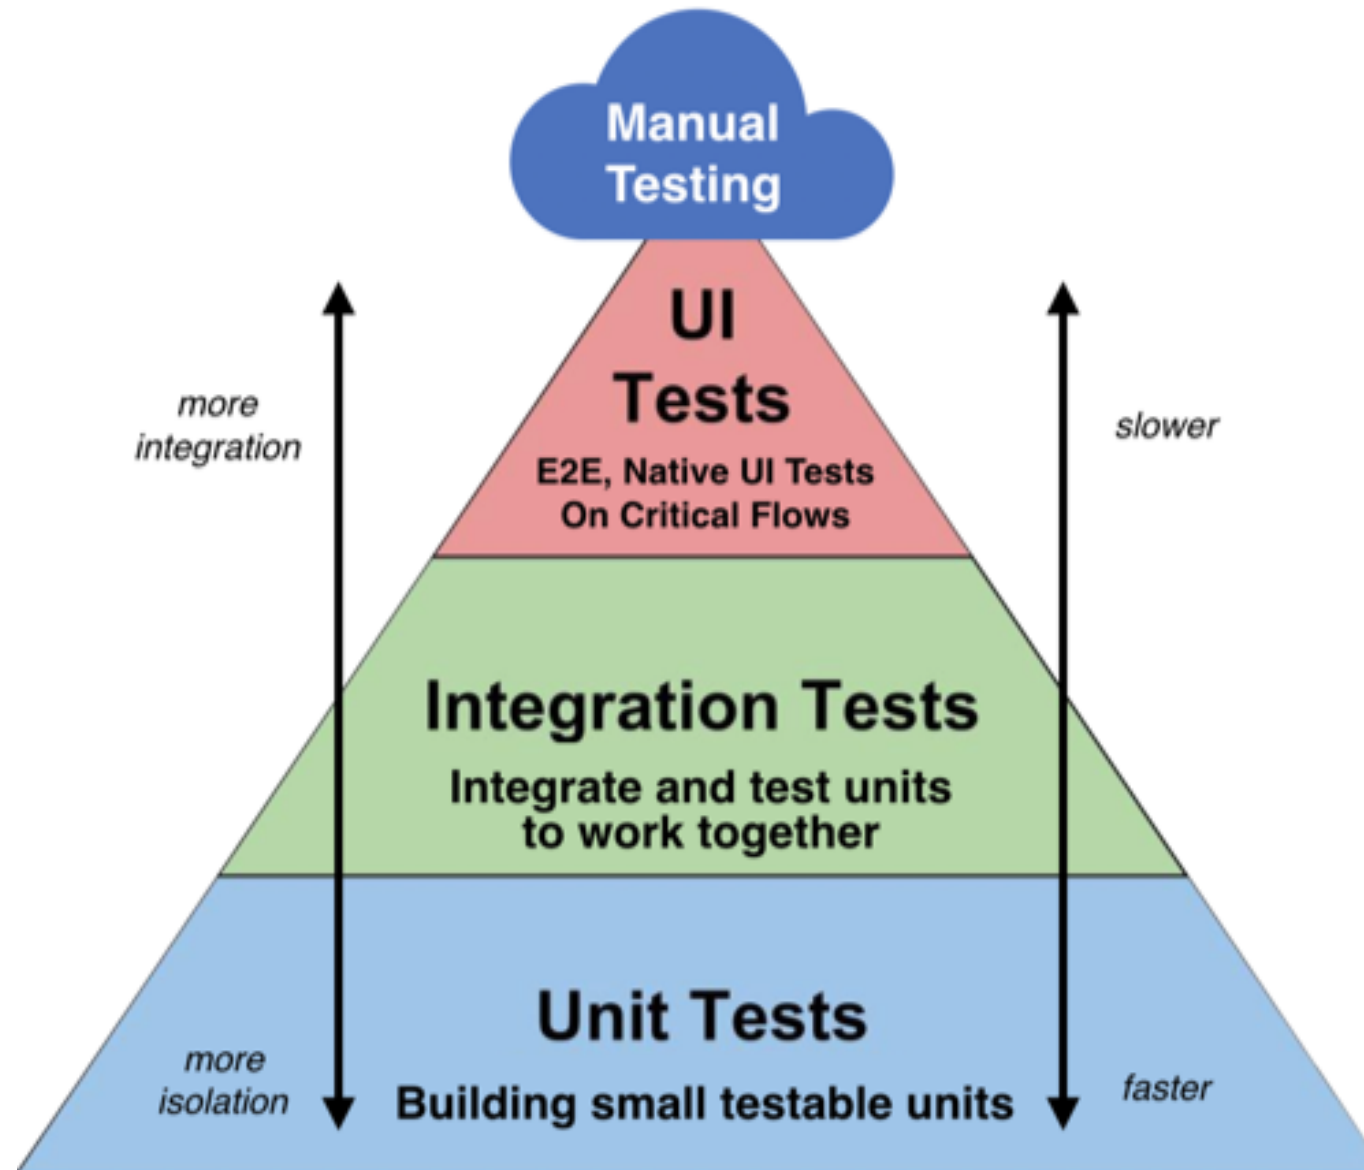 Manual
Testing
UI
Tests
E2E, Native UI Tests
On Critical Flows
more
integration
slower
Integration Tests
Integrate and test units
to work together
Unit Tests
Building small testable units
more
isolation
faster